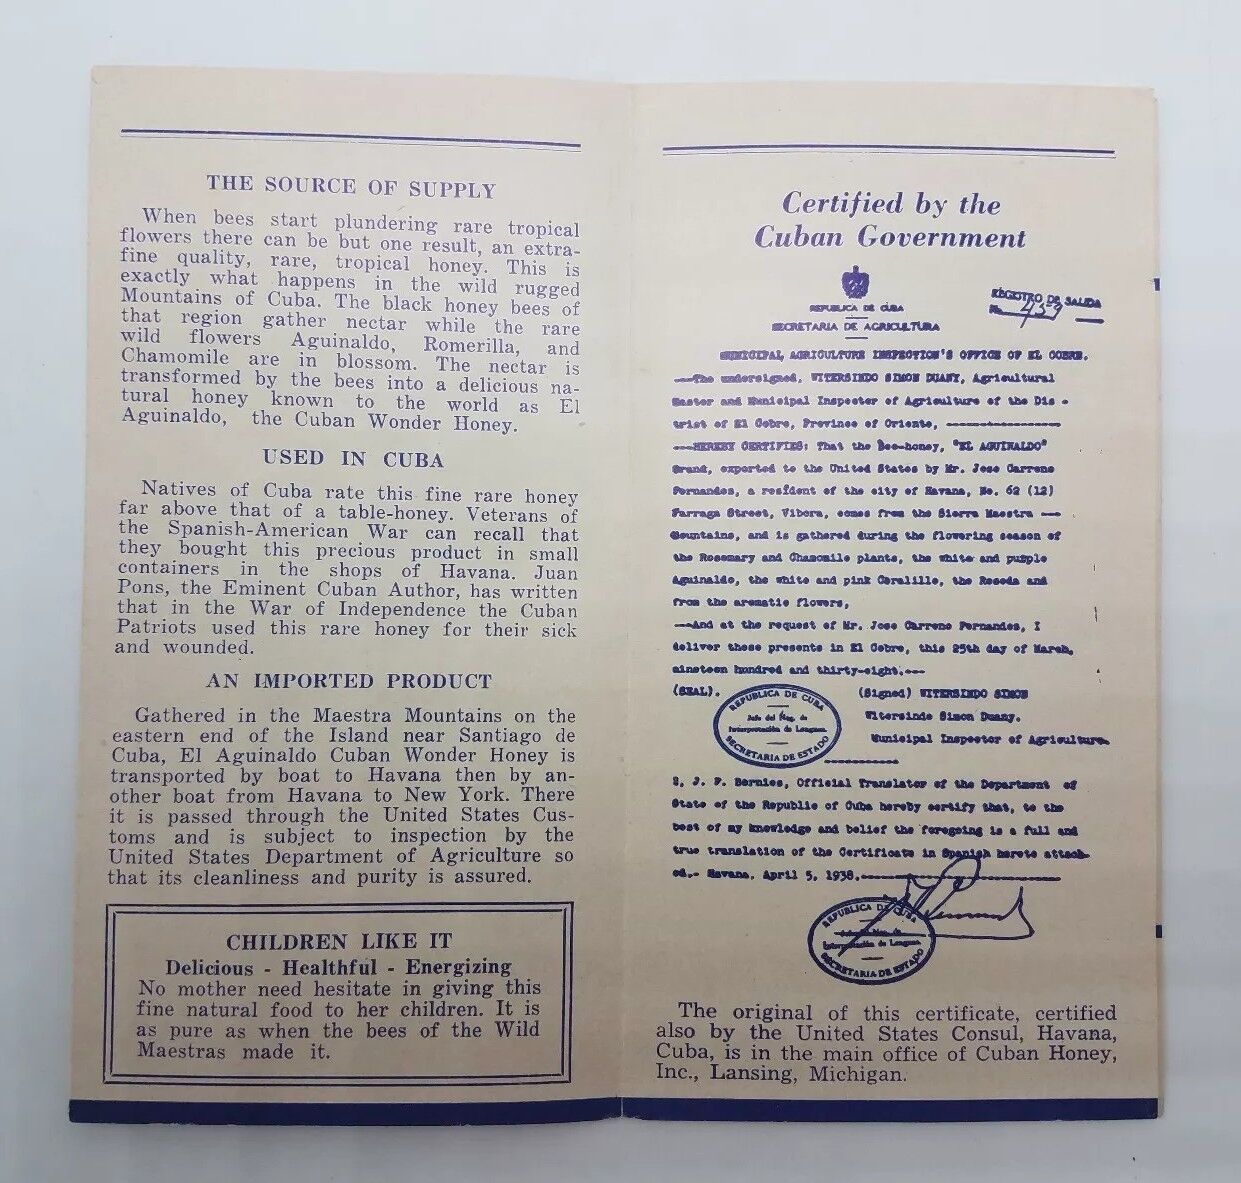 THE SOURCE OF SUPPLY
When bees start plundering rare tropical
flowers there can be but one result, an extra-
fine quality, rare, tropical honey. This is
exactly what happens in the wild rugged
Mountains of Cuba. The black honey bees of
that region gather nectar while the rare
wild flowers Aguinaldo, Romerilla, and
Chamomile are in blossom. The nectar is
transformed by the bees into a delicious na-
tural honey known to the world as El
Aguinaldo, the Cuban Wonder Honey.
USED IN CUBA
Natives of Cuba rate this fine rare honey
far above that of a table-honey. Veterans of
the Spanish-American War can recall that
they bought this precious product in small
containers in the shops of Havana. Juan
Pons, the Eminent Cuban Author, has written
that in the War of Independence the Cuban
Patriots used this rare honey for their sick
and wounded.
AN IMPORTED PRODUCT
Gathered in the Maestra Mountains on the
eastern end of the Island near Santiago de
Cuba, El Aguinaldo Cuban Wonder Honey is
transported by boat to Havana then by an-
other boat from Havana to New York. There
it is passed through the United States Cus-
toms and is subject to inspection by the
United States Department of Agriculture so
that its cleanliness and purity is assured.
CHILDREN LIKE IT
Delicious - Healthful - Energizing
No mother need hesitate in giving this
fine natural food to her children. It is
as pure as when the bees of the Wild
Maestras made it.
Certified by the
Cuban Government
REPUBLICA DE CUBA
SECRETARIA DE AGRICULTURA
REGISTRO DE SALIDA
No. 459
MUNICIPAL AGRICULTURE INSPECTION'S OFFICE OF EL COBRE.
---The undersigned, WITERSINDO SIMON DUANY, Agricultural
Master and Municipal Inspector of Agriculture of the Dis -
trict of El Cobre, Province of Oriente, ---
---HEREBY CERTIFIES: That the Bee-honey, "EL AGUINALDO"
Brand, exported to the United States by Mr. Jose Carreno
Fernandes, a resident of the city of Havana, No. 62 (12)
Parraga Street, Vibora, comes from the Sierra Maestra ---
Mountains, and is gathered during the flowering season of
the Rosemary and Chamomile plants, the white and purple
Aguinaldo, the white and pink Coralillo, the Reseda and
from the aromatic flowers,
---And at the request of Mr. Jose Carreno Fernandes, I
deliver these presents in El Cobre, this 25th day of March,
nineteen hundred and thirty-eight.---
(SEAL). (Signed) WITERSINDO SIMON
Witersindo Simon Duany.
Municipal Inspector of Agriculture.
REPUBLICA DE CUBA
Jefe del Neg. de
Interpretación de Lenguas.
SECRETARIA DE ESTADO
I, J. F. Bernies, Official Translator of the Department of
State of the Republic of Cuba hereby certify that, to the
best of my knowledge and belief the foregoing is a full and
true translation of the Certificate in Spanish hereto attach-
ed.- Havana, April 5, 1938.---
REPUBLICA DE CUBA
Jefe del Neg. de
Interpretación de Lenguas.
SECRETARIA DE ESTADO
The original of this certificate, certified
also by the United States Consul, Havana,
Cuba, is in the main office of Cuban Honey,
Inc., Lansing, Michigan.